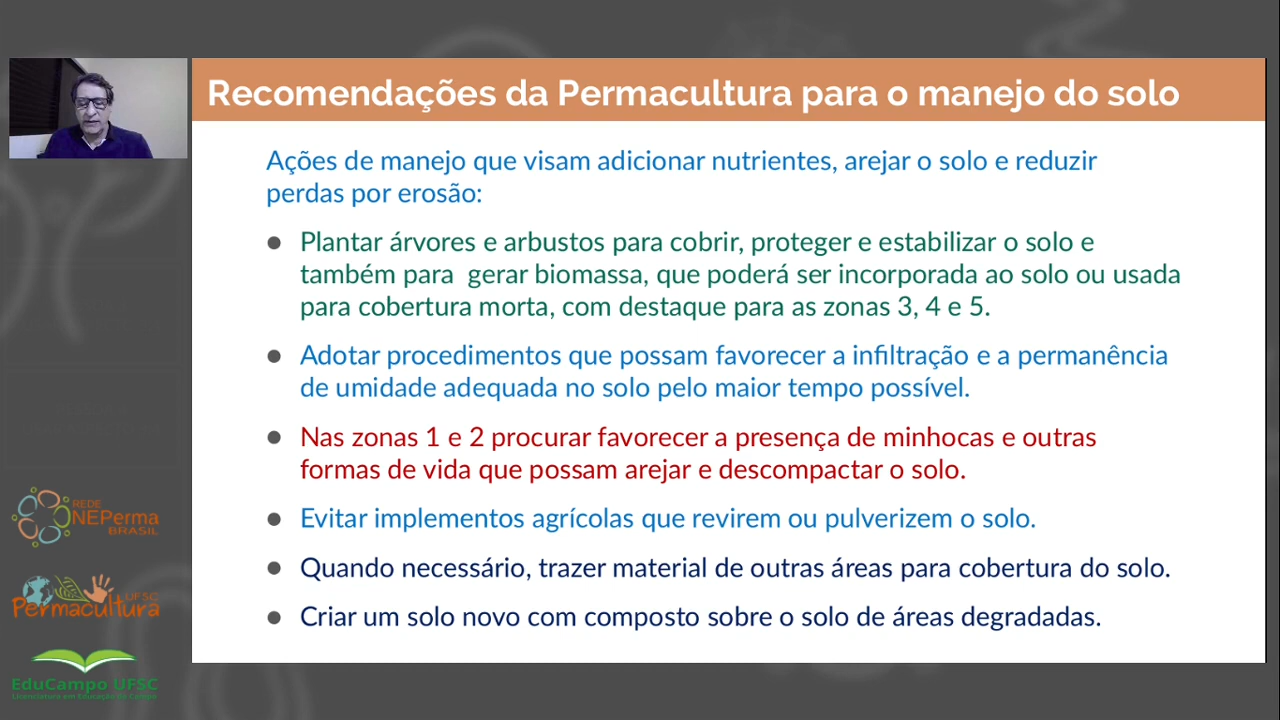 Recomendações da Permacultura para o manejo do solo
Ações de manejo que visam adicionar nutrientes, arejar o solo e reduzir
perdas por erosão:
● Plantar árvores e arbustos para cobrir, proteger e estabilizar o solo e
também para  gerar biomassa, que poderá ser incorporada ao solo ou usada
para cobertura morta, com destaque para as zonas 3, 4 e 5.
● Adotar procedimentos que possam favorecer a infiltração e a permanência
de umidade adequada no solo pelo maior tempo possível.
● Nas zonas 1 e 2 procurar favorecer a presença de minhocas e outras
formas de vida que possam arejar e descompactar o solo.
● Evitar implementos agrícolas que revirem ou pulverizem o solo.
● Quando necessário, trazer material de outras áreas para cobertura do solo.
● Criar um solo novo com composto sobre o solo de áreas degradadas.
REDE
NEPerma
BRASIL
UFSC
Permacultura
EduCampo UFSC
Licenciatura em Educação do Campo